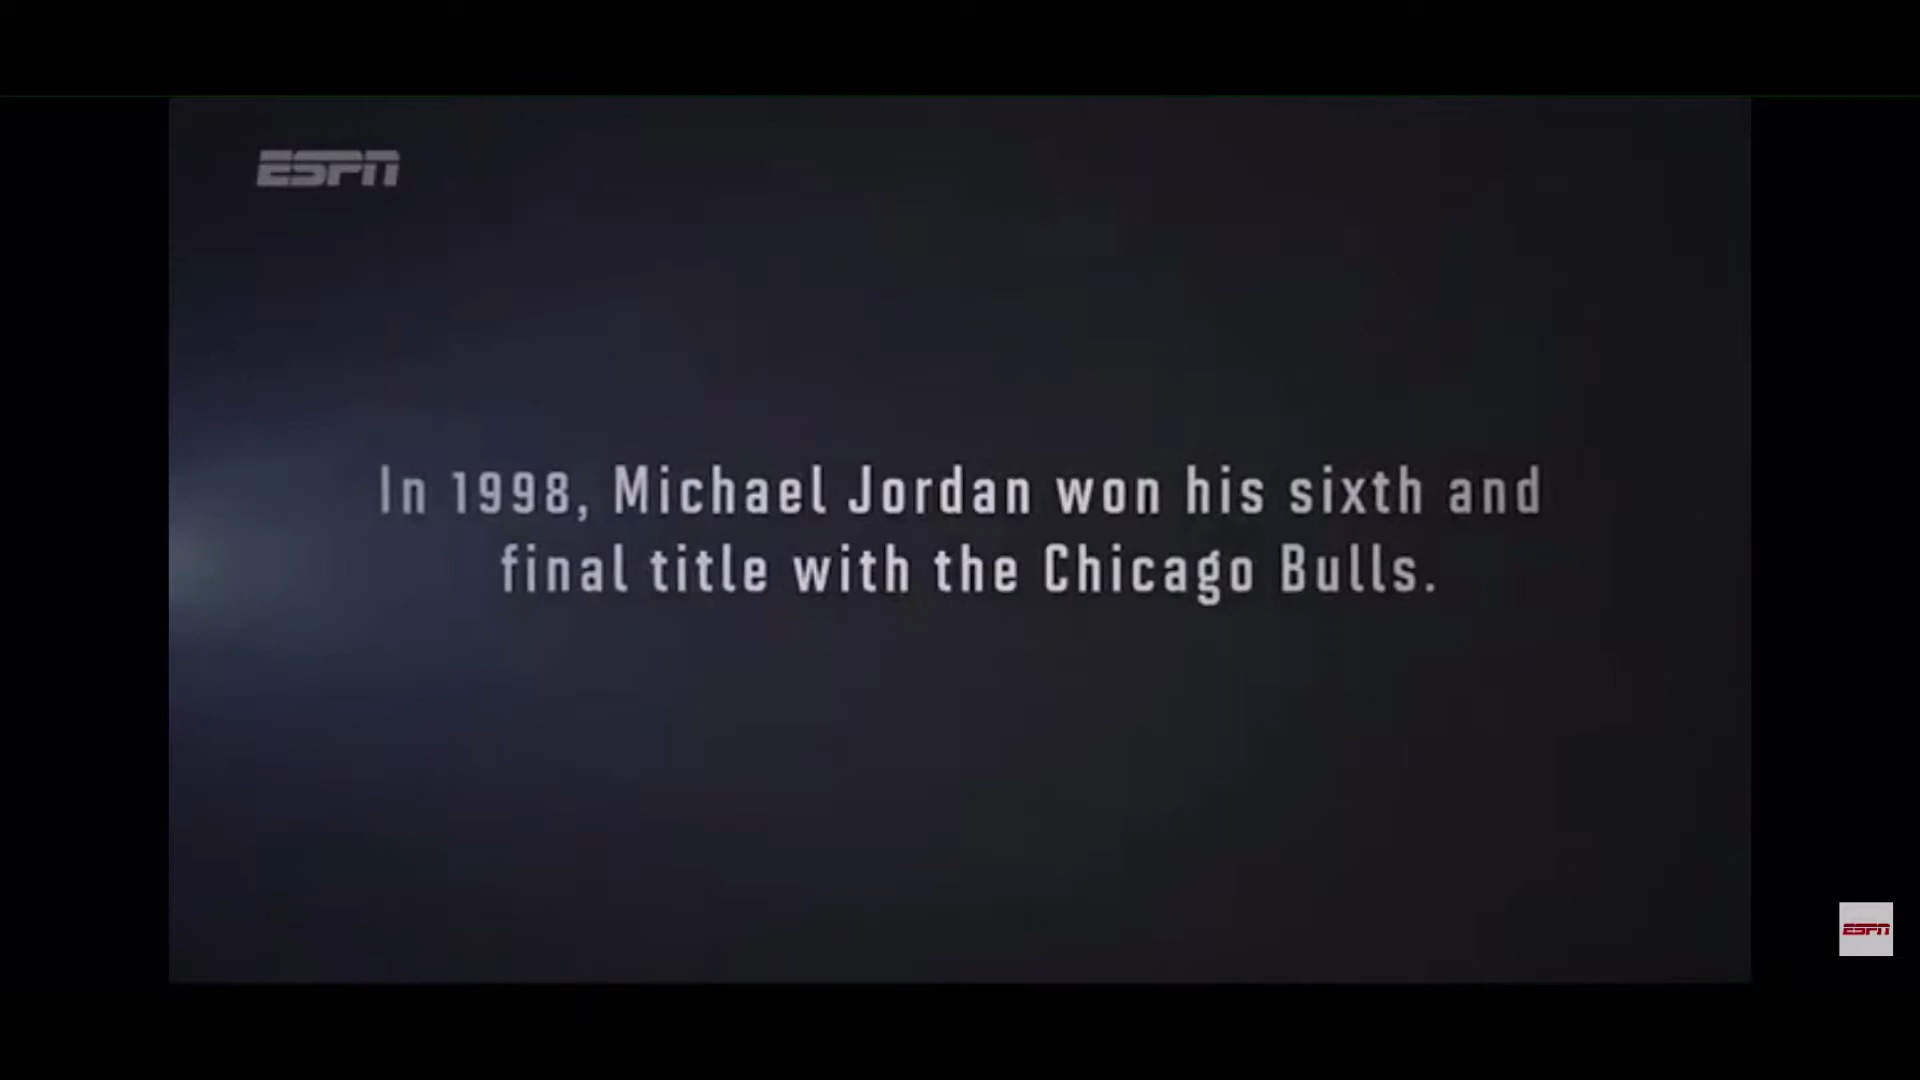 ESPN
In 1998, Michael Jordan won his sixth and
final title with the Chicago Bulls.
ESPN